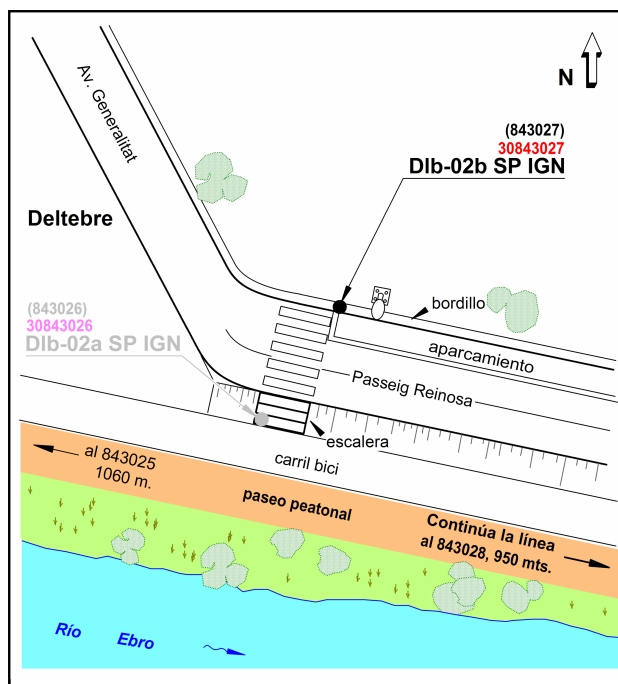 N
(843027)
30843027
Dlb-02b SP IGN
Av. Generalitat
Deltebre
bordillo
(843026)
30843026
Dlb-02a SP IGN
aparcamiento
Passeig Reinosa
escalera
carril bici
al 843025
1060 m.
paseo peatonal
Continúa la línea
al 843028, 950 mts.
Río Ebro